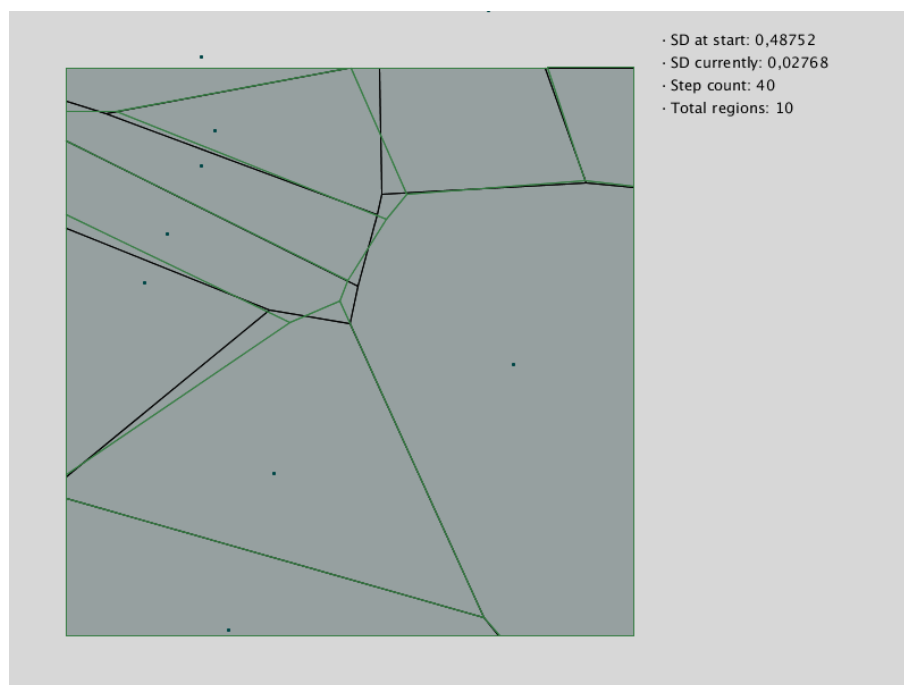 · SD at start: 0,48752
· SD currently: 0,02768
· Step count: 40
· Total regions: 10